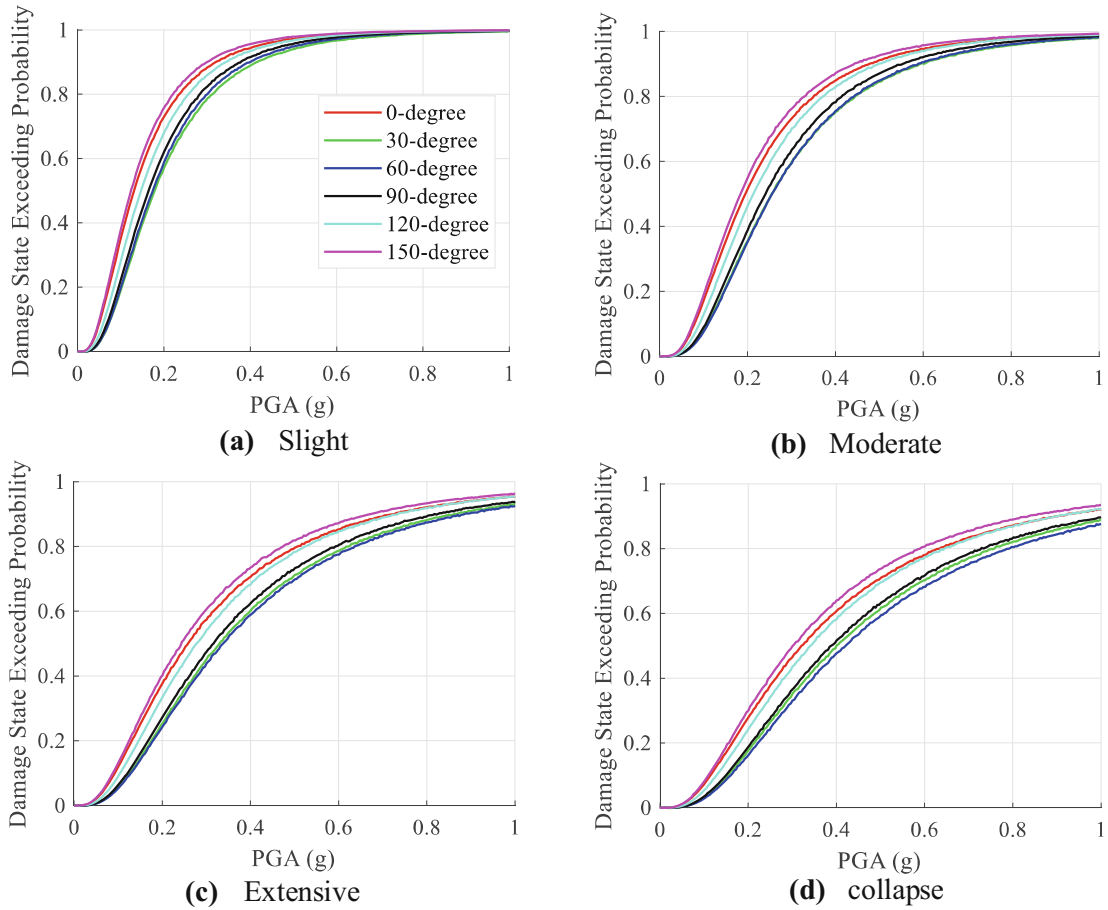 Damage State Exceeding Probability
1
0.8
0.6
0.4
0.2
0
0 0.2 0.4 0.6 0.8 1
PGA (g)
0-degree
30-degree
60-degree
90-degree
120-degree
150-degree
(a) Slight
Damage State Exceeding Probability
1
0.8
0.6
0.4
0.2
0
0 0.2 0.4 0.6 0.8 1
PGA (g)
(b) Moderate
Damage State Exceeding Probability
1
0.8
0.6
0.4
0.2
0
0 0.2 0.4 0.6 0.8 1
PGA (g)
(c) Extensive
Damage State Exceeding Probability
1
0.8
0.6
0.4
0.2
0
0 0.2 0.4 0.6 0.8 1
PGA (g)
(d) collapse